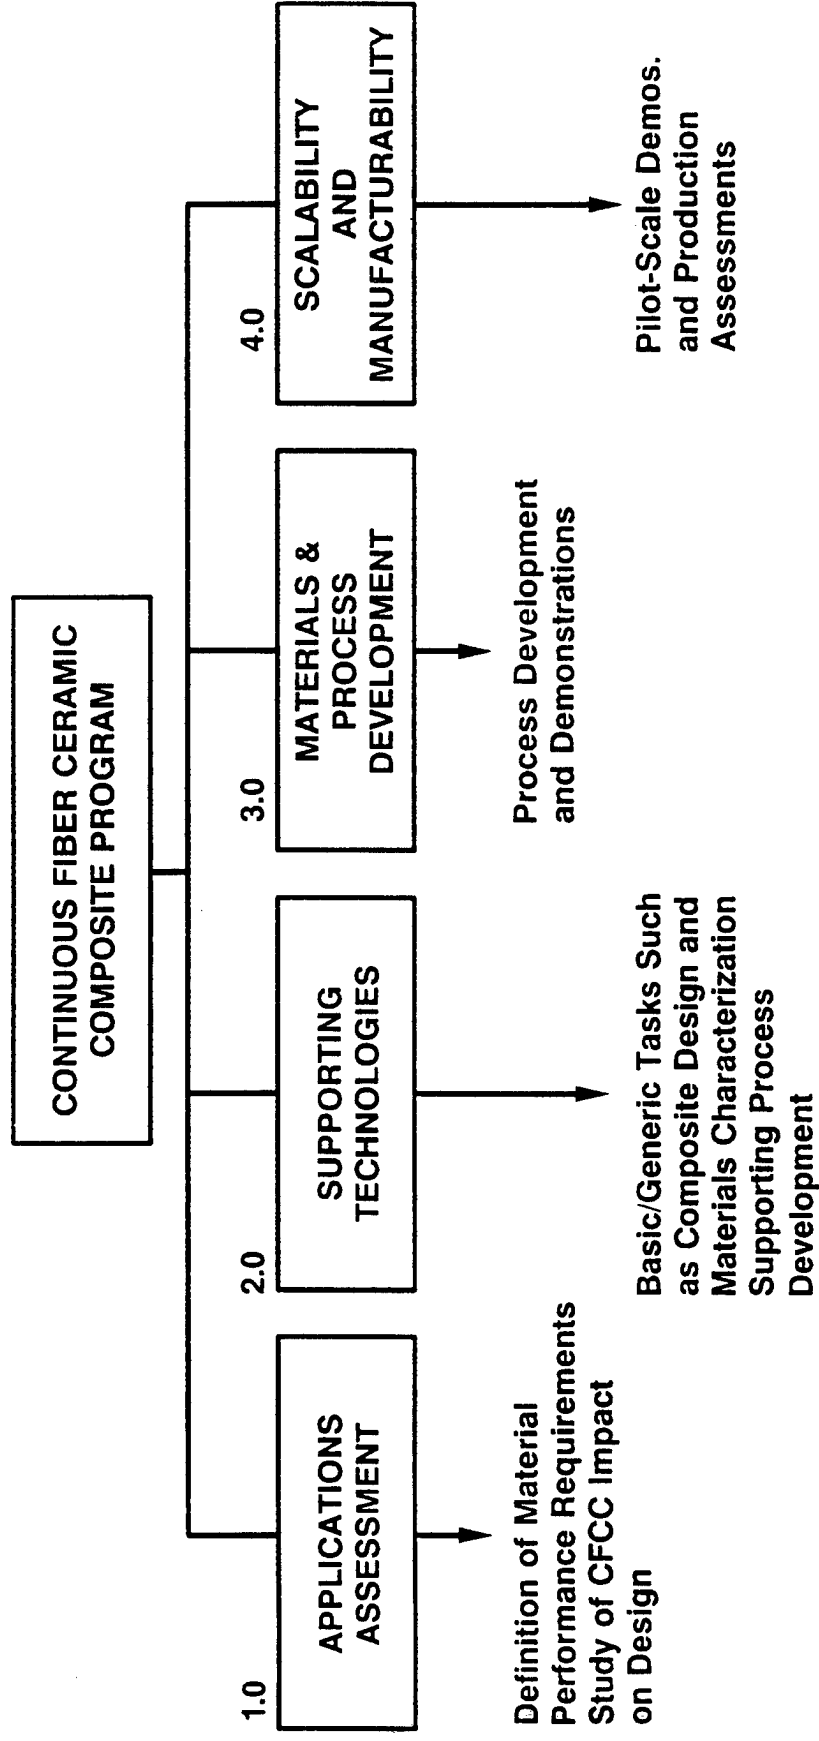 CONTINUOUS FIBER CERAMIC
COMPOSITE PROGRAM
1.0
APPLICATIONS
ASSESSMENT
Definition of Material
Performance Requirements
Study of CFCC Impact
on Design
2.0
SUPPORTING
TECHNOLOGIES
Basic/Generic Tasks Such
as Composite Design and
Materials Characterization
Supporting Process
Development
3.0
MATERIALS &
PROCESS
DEVELOPMENT
Process Development
and Demonstrations
4.0
SCALABILITY
AND
MANUFACTURABILITY
Pilot-Scale Demos.
and Production
Assessments